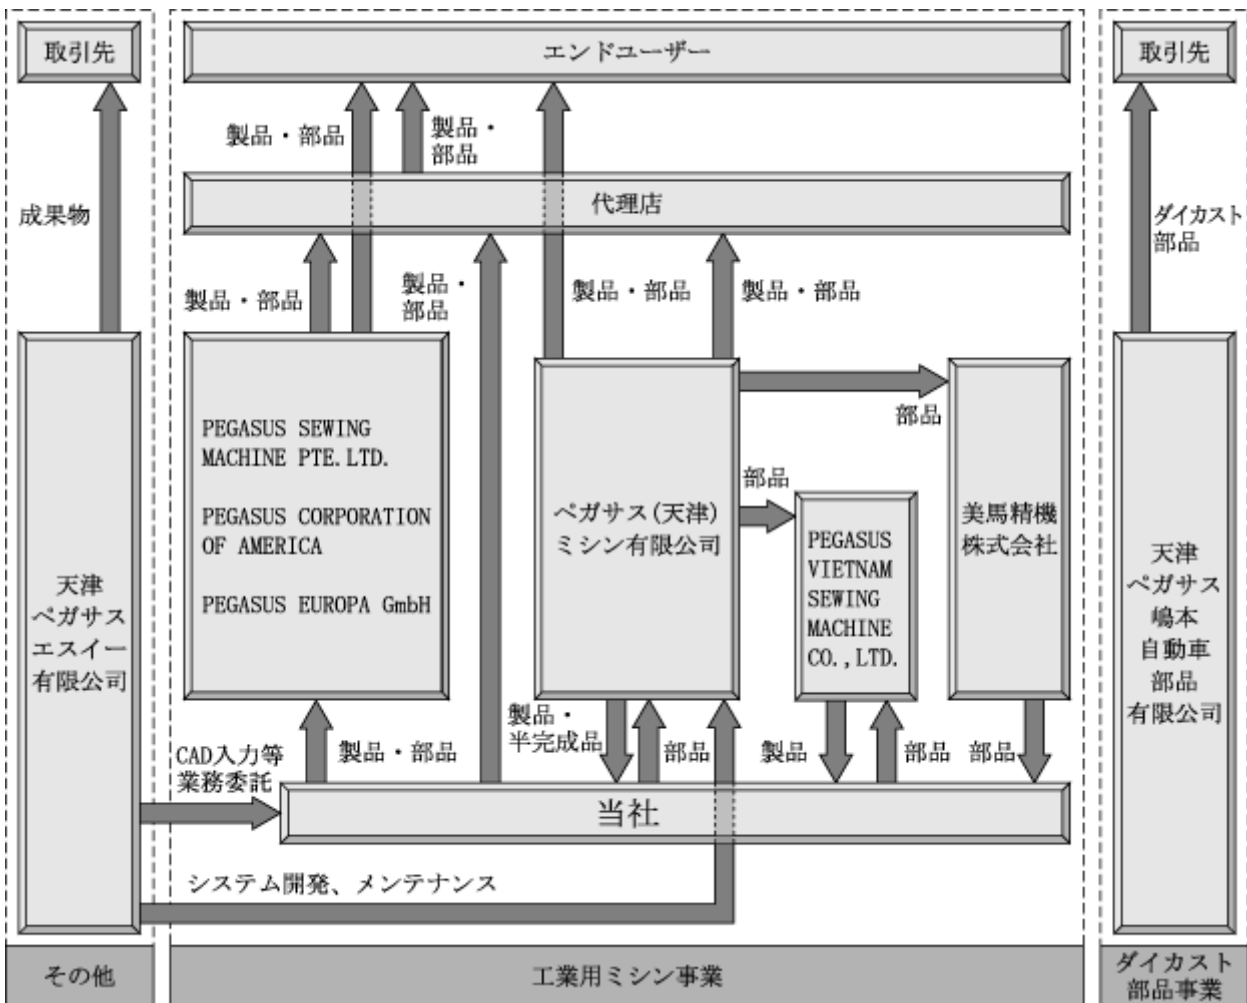 取引先
エンドユーザー
取引先
製品・部品
製品・
部品
代理店
成果物
ダイカスト
部品
製品・部品
製品・
部品
製品・部品
製品・部品
部品
PEGASUS SEWING
MACHINE PTE.LTD.
PEGASUS CORPORATION
OF AMERICA
PEGASUS EUROPA GmbH
ペガサス(天津)
ミシン有限公司
部品
PEGASUS
VIETNAM
SEWING
MACHINE
CO.,LTD.
美馬精機
株式会社
天津
ペガサス
エスイー
有限公司
天津
ペガサス
嶋本
自動車
部品
有限公司
CAD入力等
業務委託
製品・部品
製品・
半完成品
部品
製品
部品
部品
当社
システム開発、メンテナンス
その他
工業用ミシン事業
ダイカスト
部品事業